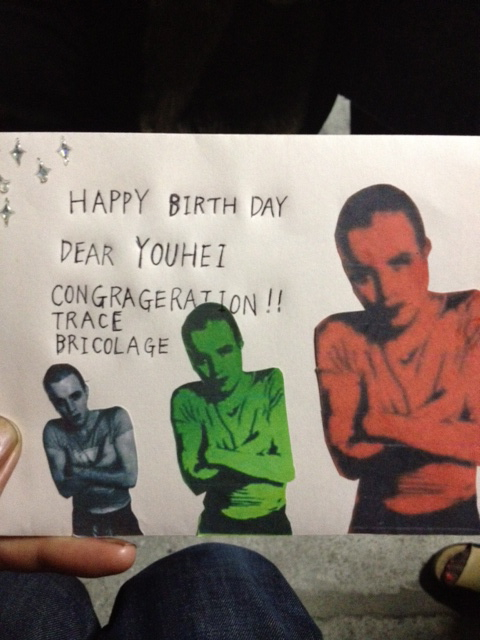 HAPPY BIRTH DAY
DEAR YOUHEI
CONGRAGERATION!!
TRACE
BRICOLAGE